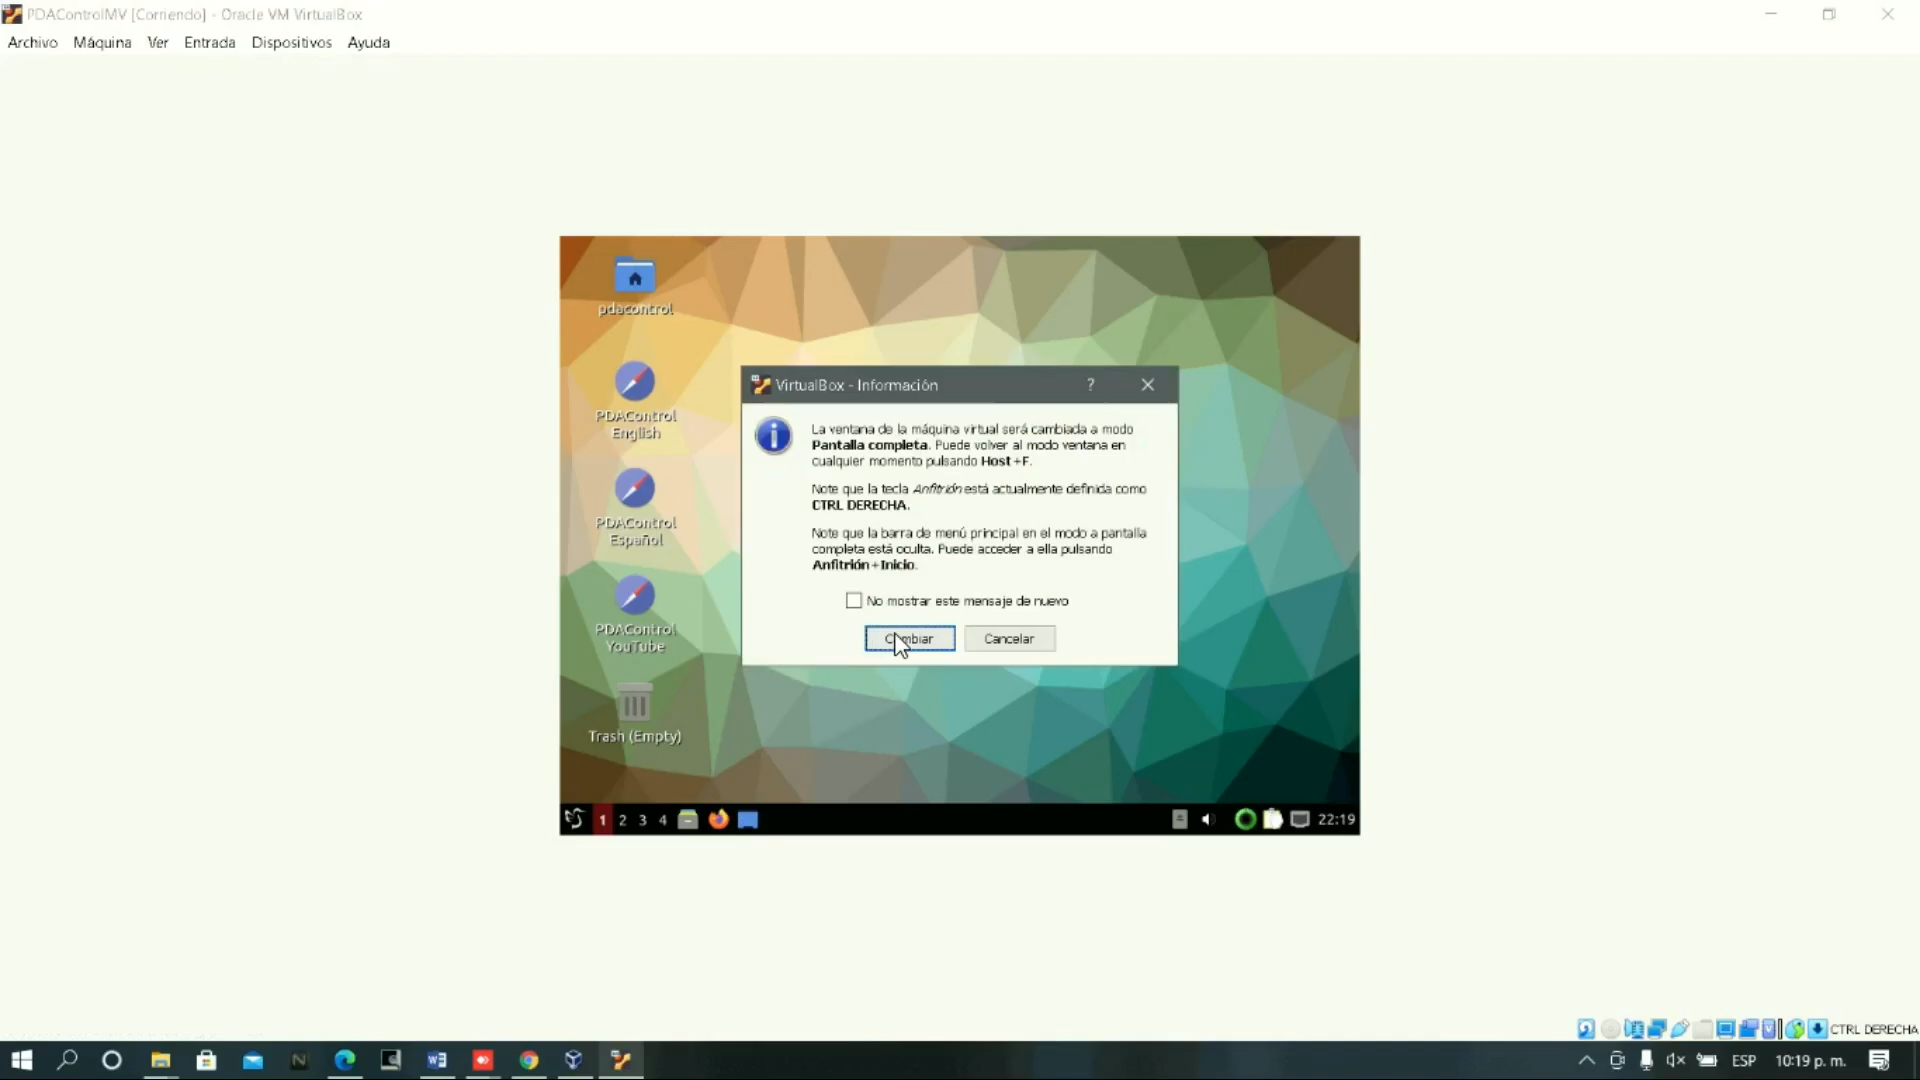 PDAControlMV [Corriendo] - Oracle VM VirtualBox
Archivo Máquina Ver Entrada Dispositivos Ayuda
pdacontrol
PDAControl
English
PDAControl
Español
PDAControl
YouTube
Trash (Empty)
VirtualBox - Información ?
La ventana de la máquina virtual será cambiada a modo
Pantalla completa. Puede volver al modo ventana en
cualquier momento pulsando Host+F.
Note que la tecla Anfitrión está actualmente definida como
CTRL DERECHA.
Note que la barra de menú principal en el modo a pantalla
completa está oculta. Puede acceder a ella pulsando
Anfitrión+Inicio.
No mostrar este mensaje de nuevo
Cambiar Cancelar
1 2 3 4 22:19
CTRL DERECHA
ESP 10:19 p. m.